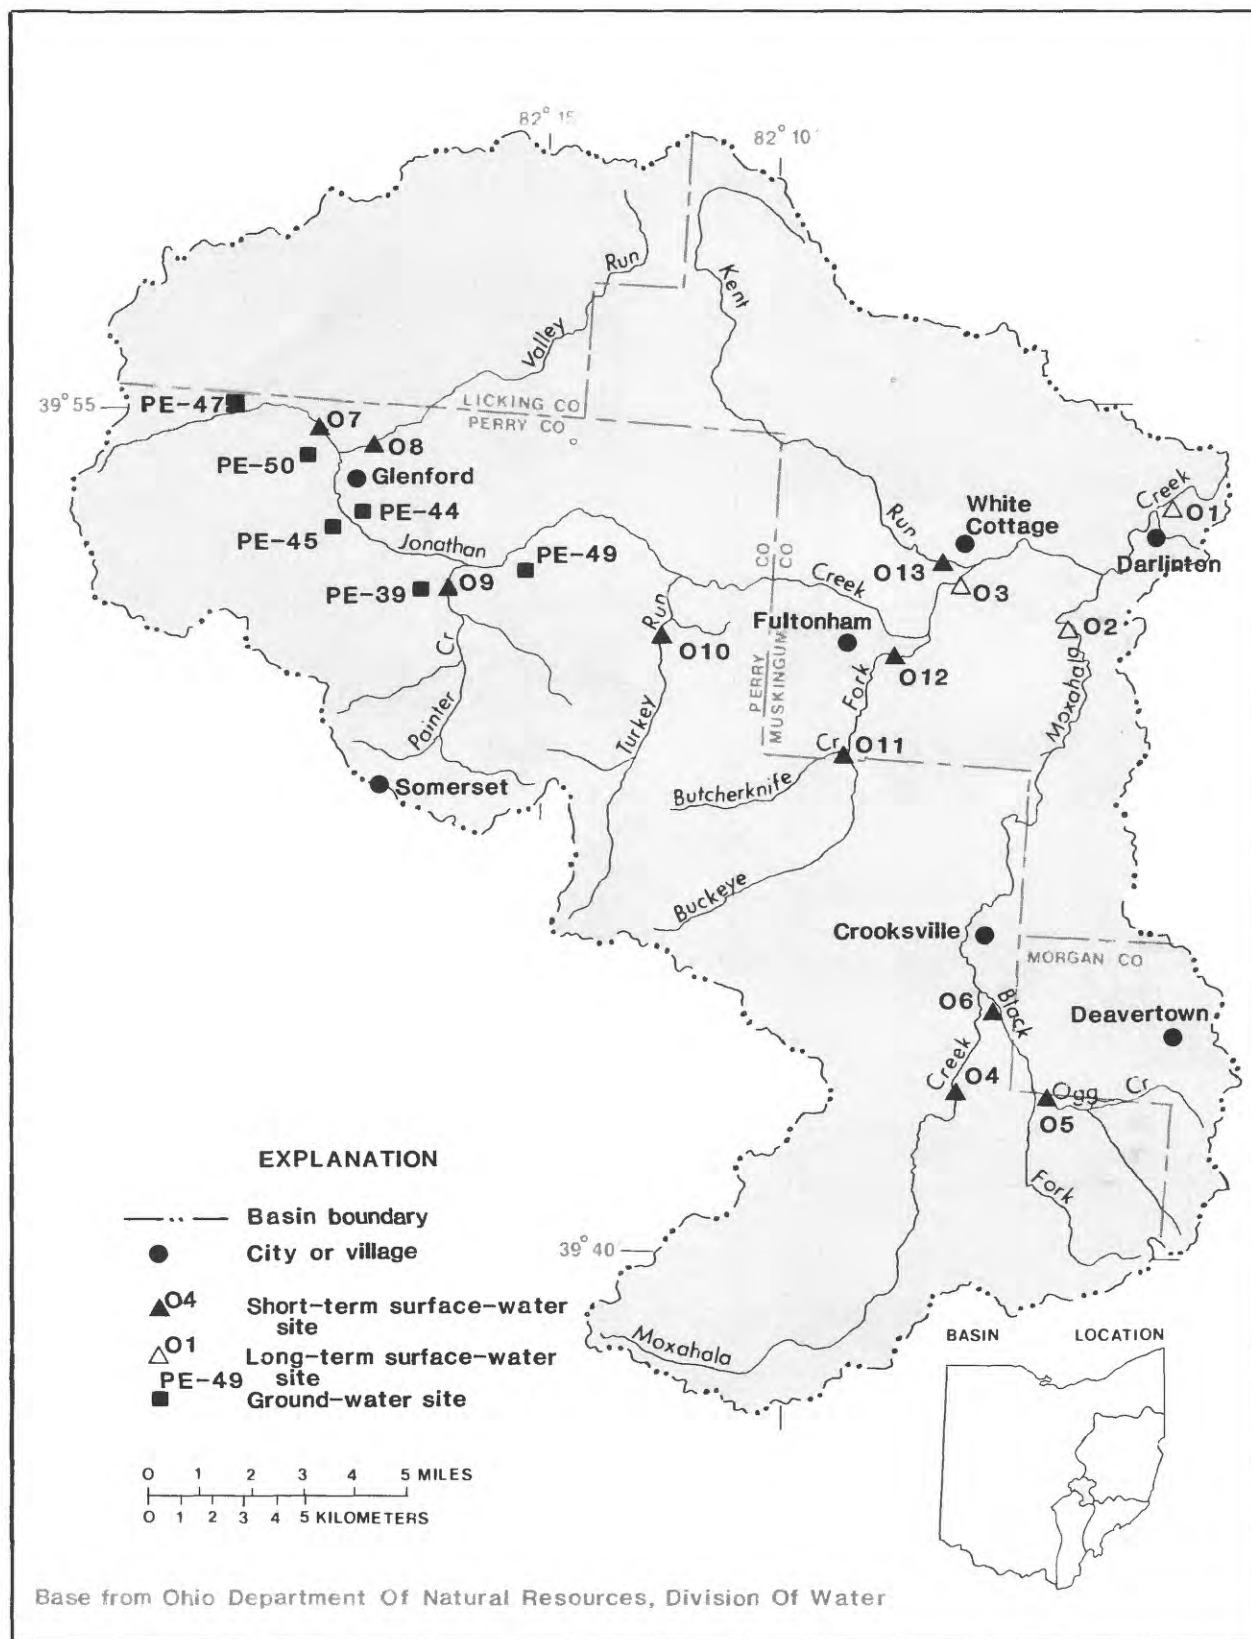 82° 15'
82° 10'
Run
Kent
Valley
39° 55'
PE-47
LICKING CO
PERRY CO
O7
O8
PE-50
Glenford
Creek
O1
White
Cottage
Run
PE-44
PE-45
Jonathan
PE-49
Darlinton
O13
O3
CO
CO
Creek
PE-39
O9
Run
Fultonham
O2
O10
O12
Cr
Fork
PERRY
MUSKINGUM
Moxahala
Painter
Turkey
Cr
O11
Somerset
Butcherknife
Buckeye
Crooksville
MORGAN CO
O6
Black
Deavertown
Creek
O4
Ogg
Cr
O5
EXPLANATION
Fork
Basin boundary
City or village
39° 40'
O4 Short-term surface-water
site
O1 Long-term surface-water
site
PE-49 Ground-water site
Moxahala
BASIN LOCATION
0 1 2 3 4 5 MILES
0 1 2 3 4 5 KILOMETERS
Base from Ohio Department Of Natural Resources, Division Of Water